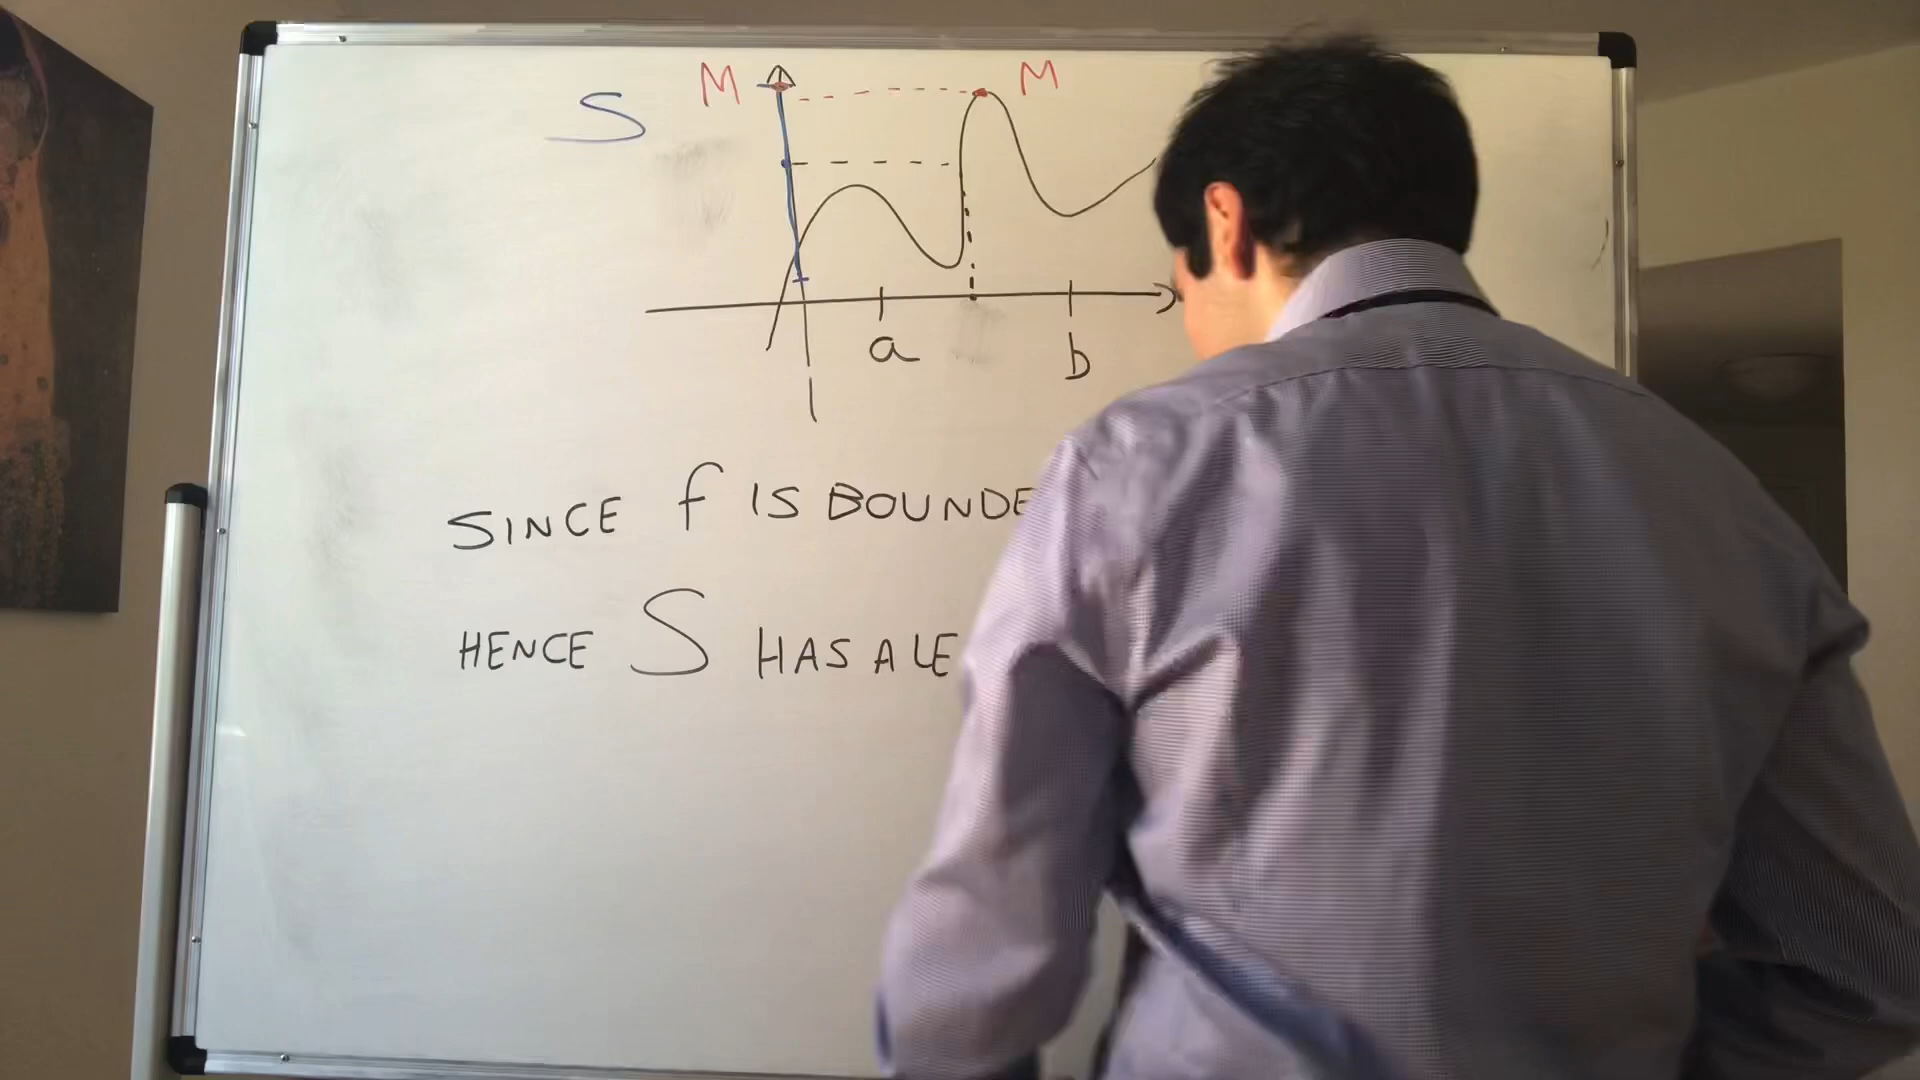 M M
S
a b
SINCE f IS BOUNDE
HENCE S HAS A LE